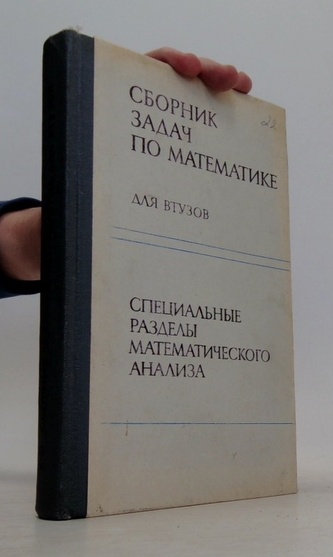 СБОРНИК
ЗАДАЧ
ПО МАТЕМАТИКЕ
ДЛЯ ВТУЗОВ
СПЕЦИАЛЬНЫЕ
РАЗДЕЛЫ
МАТЕМАТИЧЕСКОГО
АНАЛИЗА